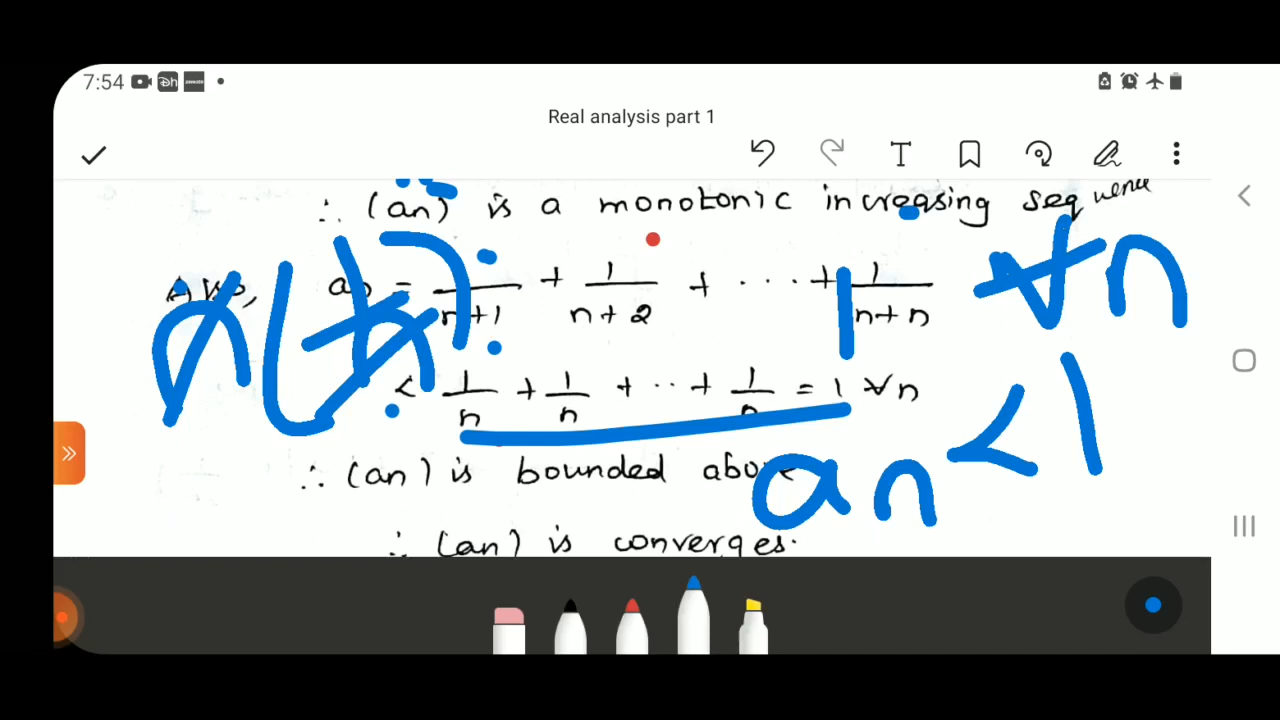 7:54
Real analysis part 1
∴ (an) is a monotonic increasing sequence
Also, an = 1/n+1 + 1/n+2 + ... + 1/n+n ∀n
n(1/n)
< 1/n + 1/n + .. + 1/n = 1 ∀n
an < 1
∴ (an) is bounded above
∴ (an) is converges.